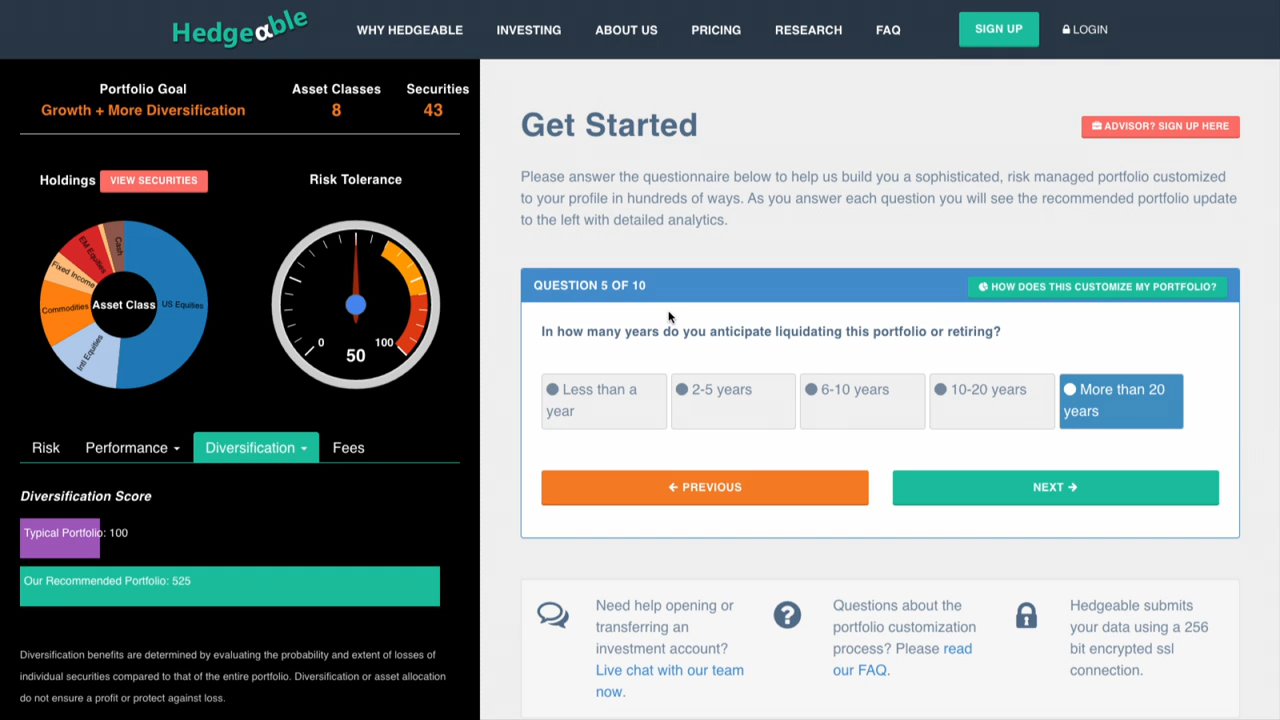 Hedgeαble
WHY HEDGEABLE
INVESTING
ABOUT US
PRICING
RESEARCH
FAQ
SIGN UP
LOGIN
Portfolio Goal
Growth + More Diversification
Asset Classes
8
Securities
43
Holdings
VIEW SECURITIES
Risk Tolerance
Cash
EM Equities
Fixed Income
Commodities
Intl Equities
Asset Class
US Equities
0
100
50
Risk
Performance
Diversification
Fees
Diversification Score
Typical Portfolio: 100
Our Recommended Portfolio: 525
Diversification benefits are determined by evaluating the probability and extent of losses of
individual securities compared to that of the entire portfolio. Diversification or asset allocation
do not ensure a profit or protect against loss.
Get Started
ADVISOR? SIGN UP HERE
Please answer the questionnaire below to help us build you a sophisticated, risk managed portfolio customized
to your profile in hundreds of ways. As you answer each question you will see the recommended portfolio update
to the left with detailed analytics.
QUESTION 5 OF 10
HOW DOES THIS CUSTOMIZE MY PORTFOLIO?
In how many years do you anticipate liquidating this portfolio or retiring?
Less than a
year
2-5 years
6-10 years
10-20 years
More than 20
years
PREVIOUS
NEXT
Need help opening or
transferring an
investment account?
Live chat with our team
now.
Questions about the
portfolio customization
process? Please read
our FAQ.
Hedgeable submits
your data using a 256
bit encrypted ssl
connection.